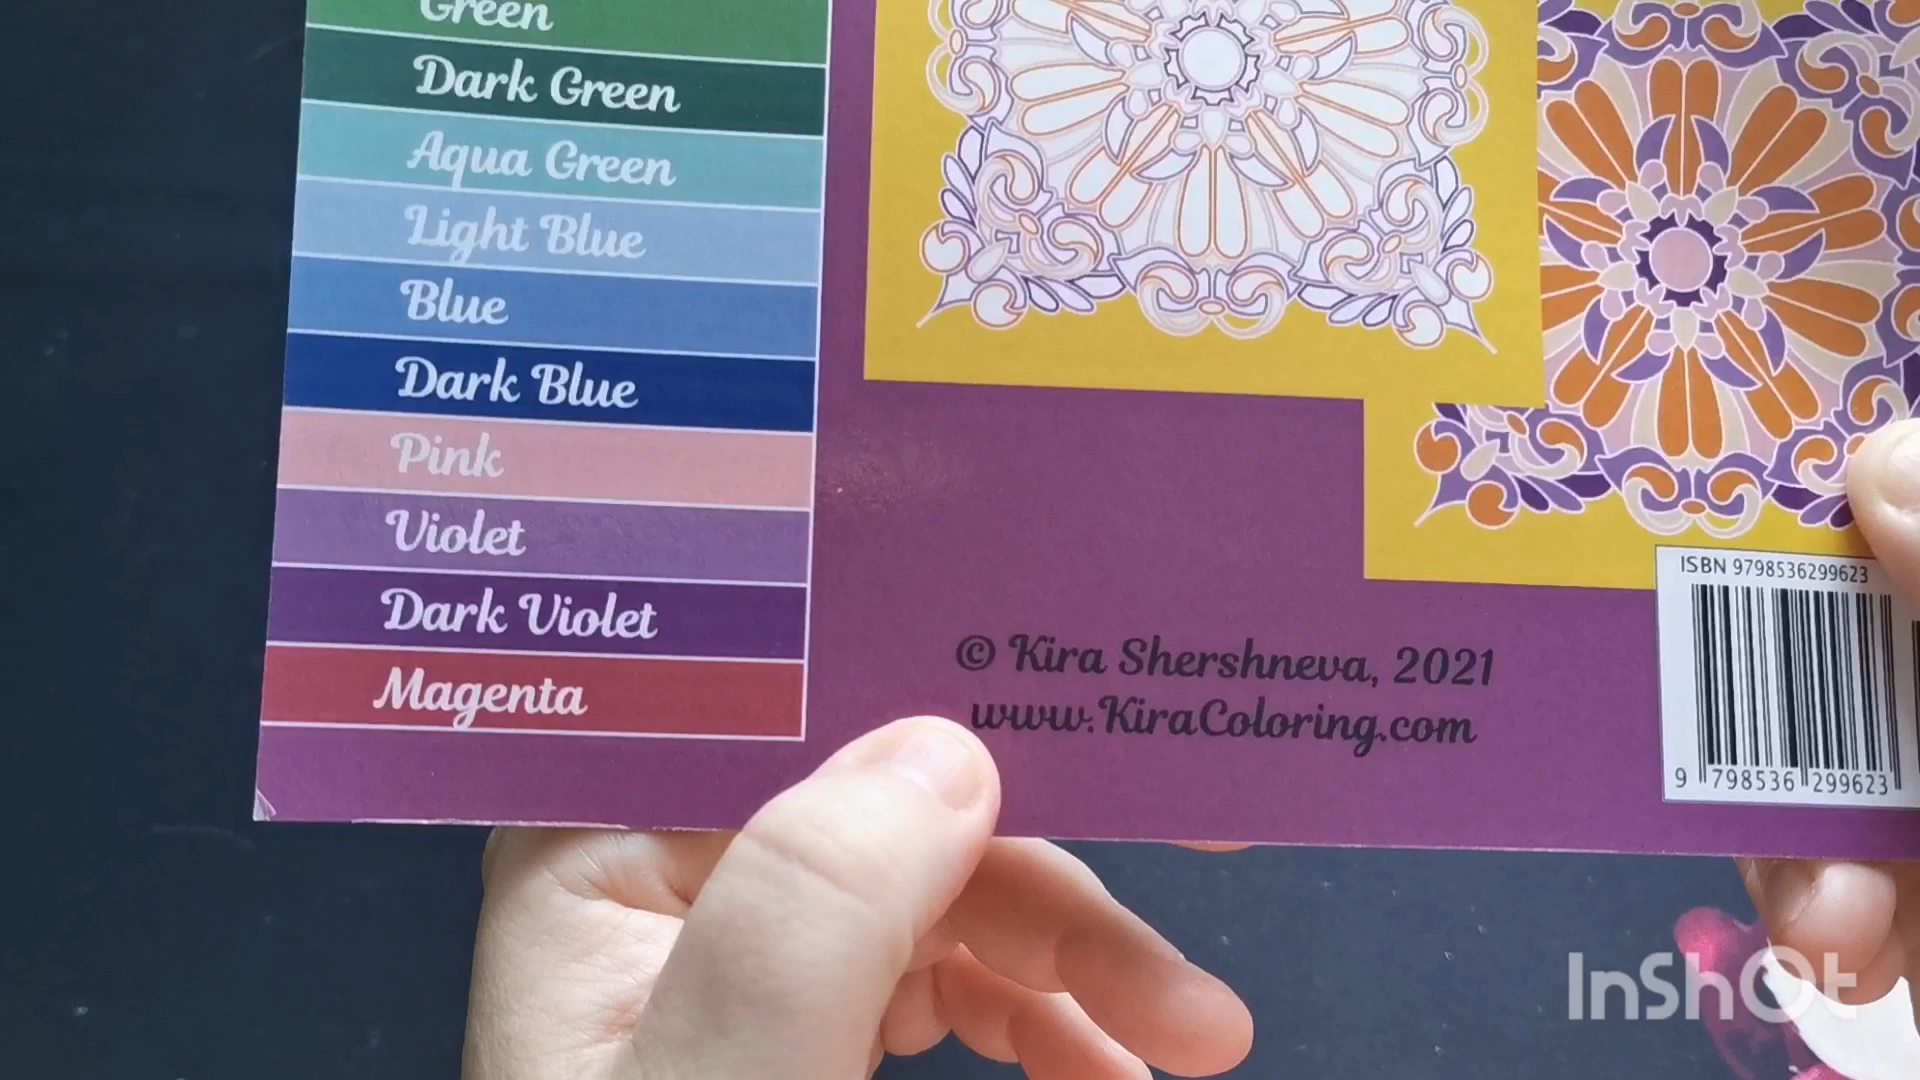 Green
Dark Green
Aqua Green
Light Blue
Blue
Dark Blue
Pink
Violet
Dark Violet
Magenta
ISBN 9798536299623
9 798536 299623
© Kira Shershneva, 2021
www.KiraColoring.com
InShOt